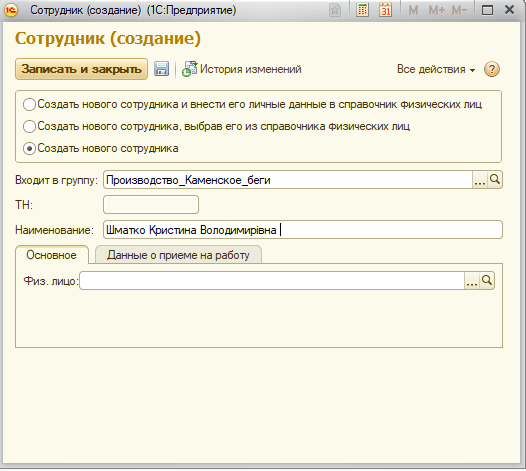 Сотрудник (создание) (1С:Предприятие)
M M+ M-
31
Сотрудник (создание)
Записать и закрыть История изменений Все действия ?
Создать нового сотрудника и внести его личные данные в справочник физических лиц
Создать нового сотрудника, выбрав его из справочника физических лиц
Создать нового сотрудника
Входит в группу: Производство_Каменское_беги ...
ТН:
Наименование: Шматко Кристина Володимирівна
Основное Данные о приеме на работу
Физ. лицо: ...